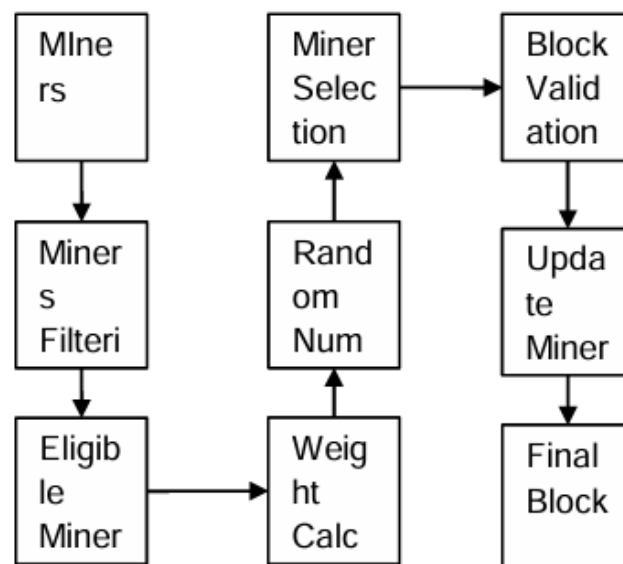 MIne
rs
Miner
s
Filteri
Eligib
le
Miner
Weig
ht
Calc
Rand
om
Num
Miner
Selec
tion
Block
Valid
ation
Upda
te
Miner
Final
Block